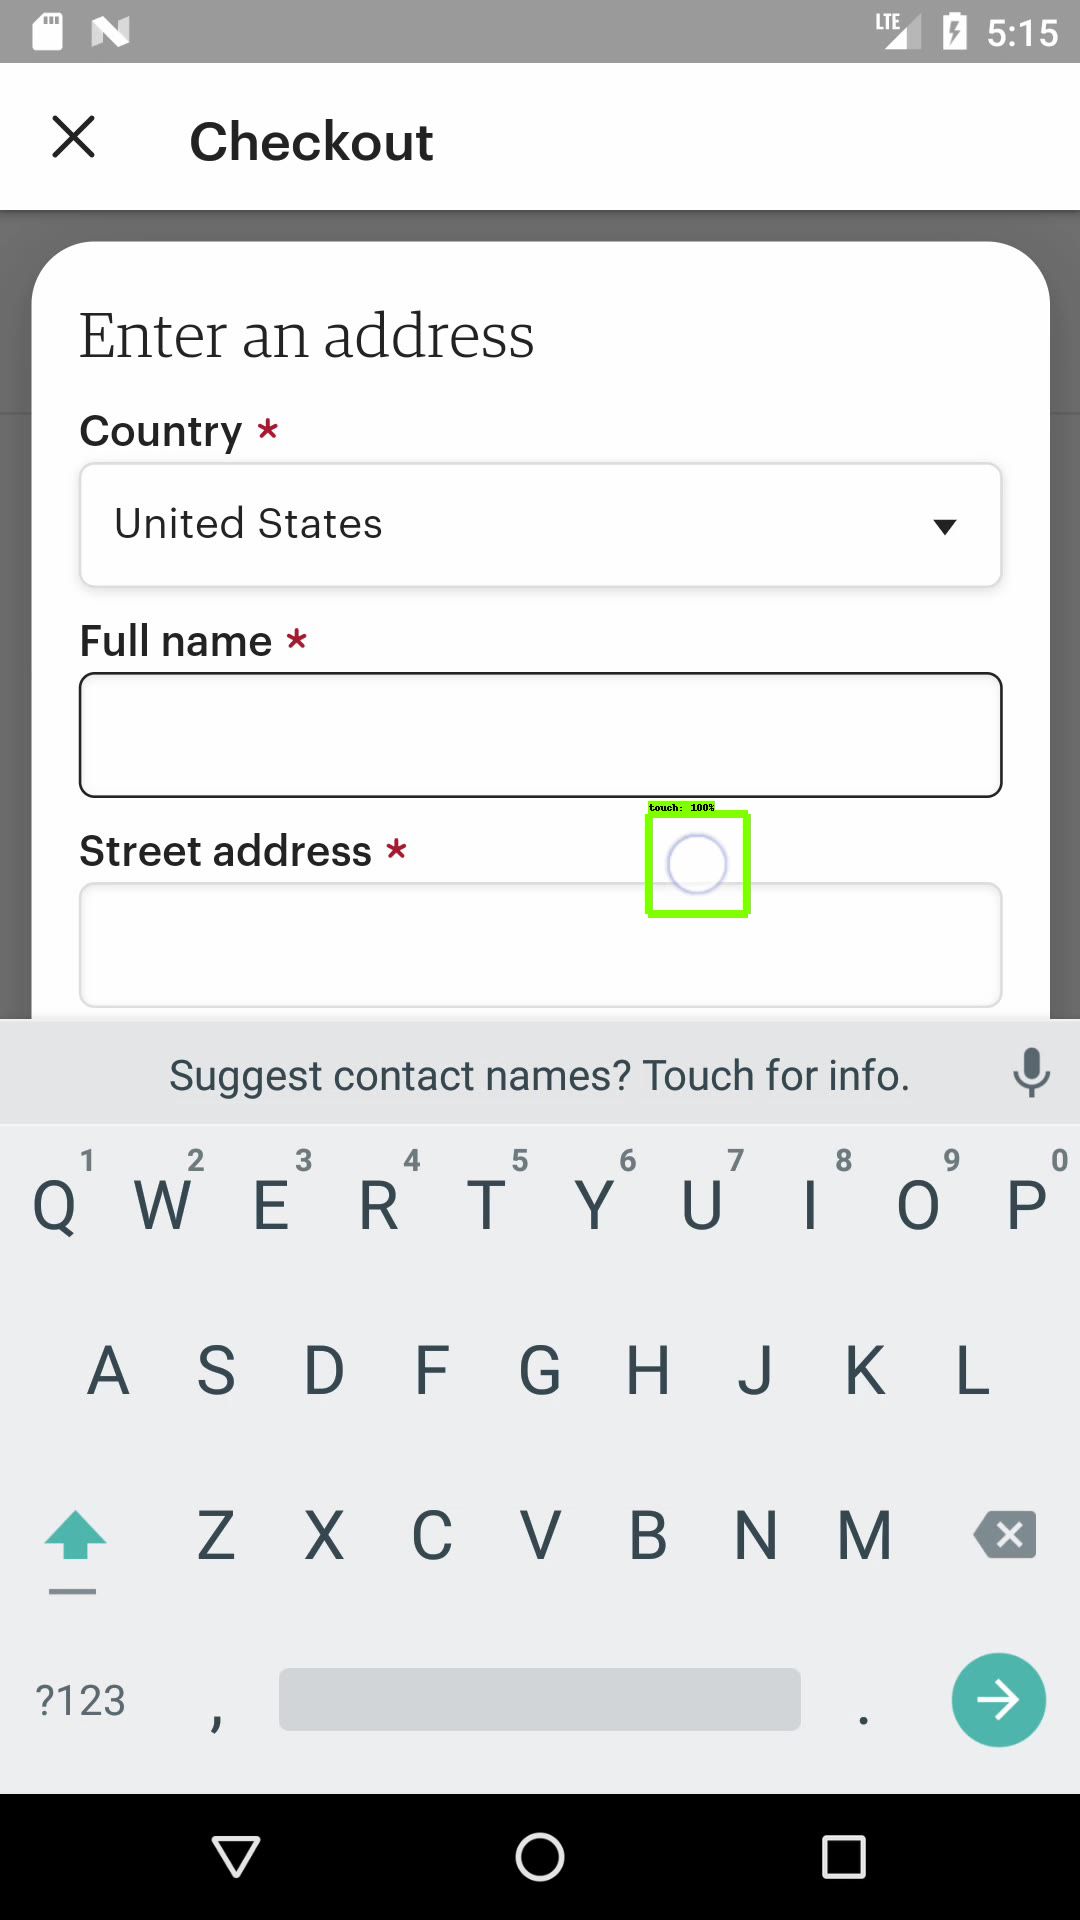 LTE 5:15
Checkout
Enter an address
Country *
United States
Full name *
touch: 100%
Street address *
Suggest contact names? Touch for info.
1 2 3 4 5 6 7 8 9 0
Q W E R T Y U I O P
A S D F G H J K L
Z X C V B N M
?123 , .